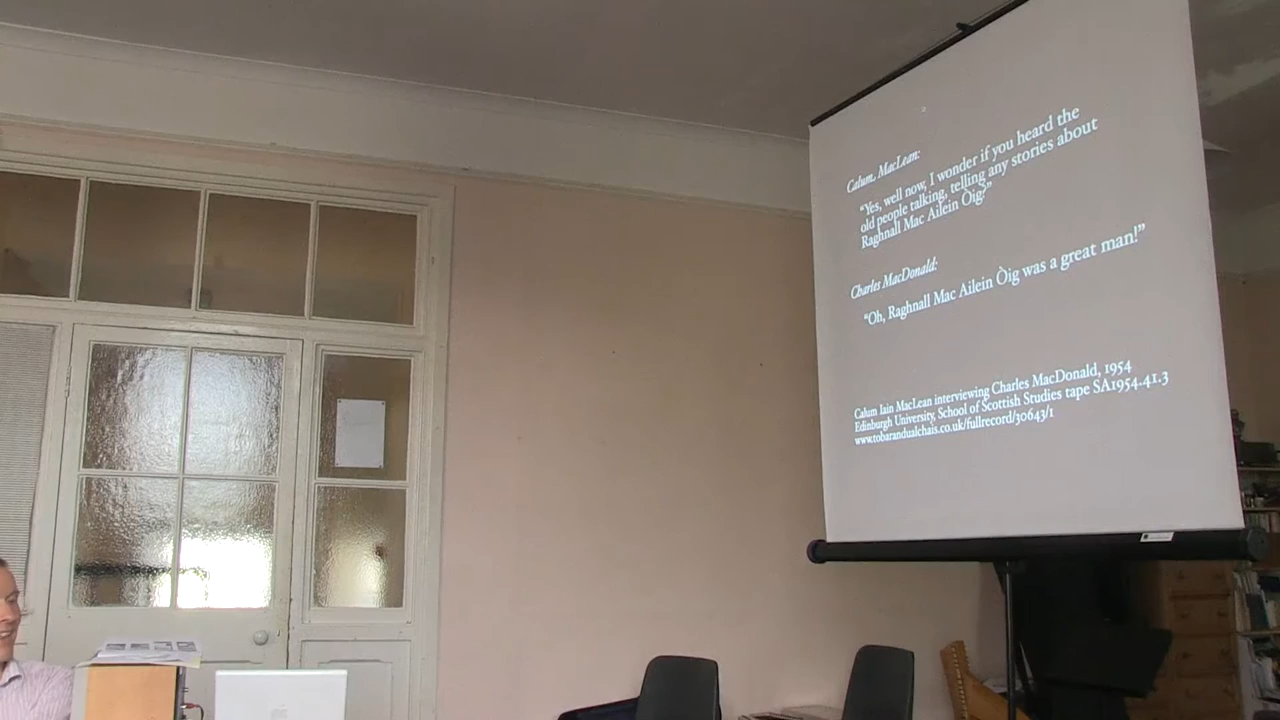 Calum MacLean:
“Yes, well now, I wonder if you heard the
old people talking, telling any stories about
Raghnall Mac Ailein Òig?”
Charles MacDonald:
“Oh, Raghnall Mac Ailein Òig was a great man!”
Calum Iain MacLean interviewing Charles MacDonald, 1954
Edinburgh University, School of Scottish Studies tape SA1954.41.3
www.tobarandualchais.co.uk/fullrecord/30643/1